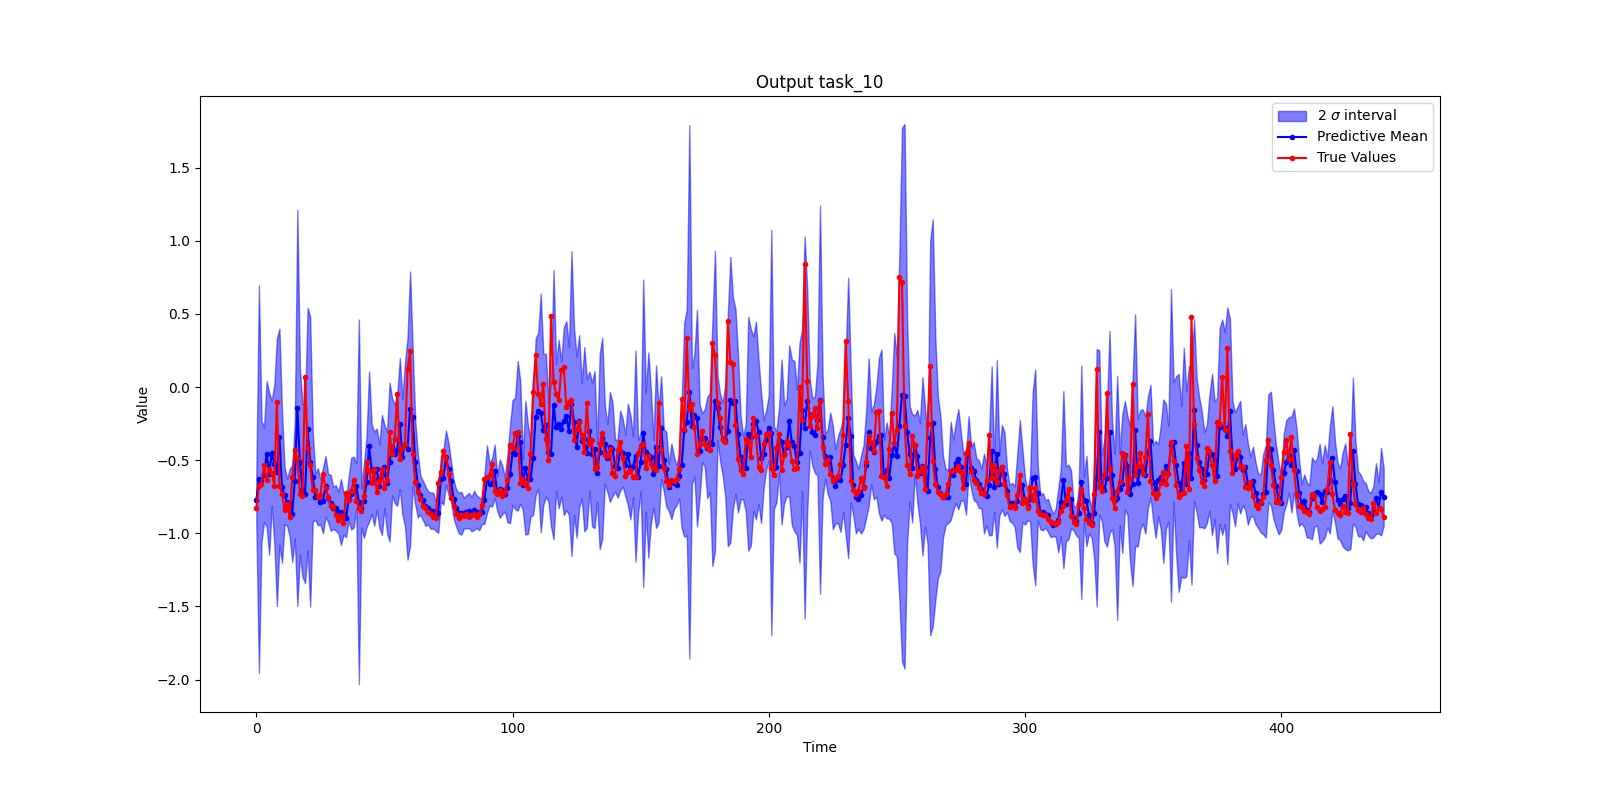 Output task_10
2 σ interval
Predictive Mean
True Values
Value
1.5
1.0
0.5
0.0
−0.5
−1.0
−1.5
−2.0
0
100
200
300
400
Time